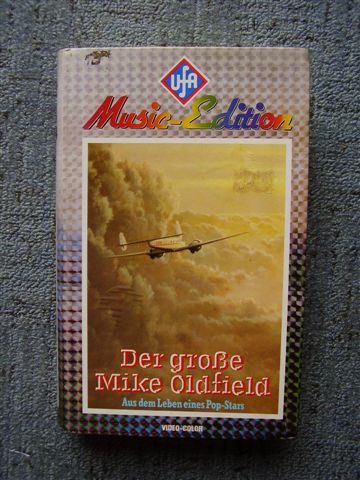 UFA
Music-Edition
Der große
Mike Oldfield
Aus dem Leben eines Pop-Stars
VIDEO-COLOR